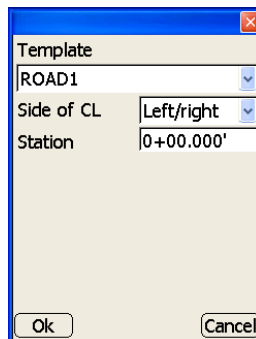 Template
ROAD1
Side of CL Left/right
Station 0+00.000'
Ok Cancel